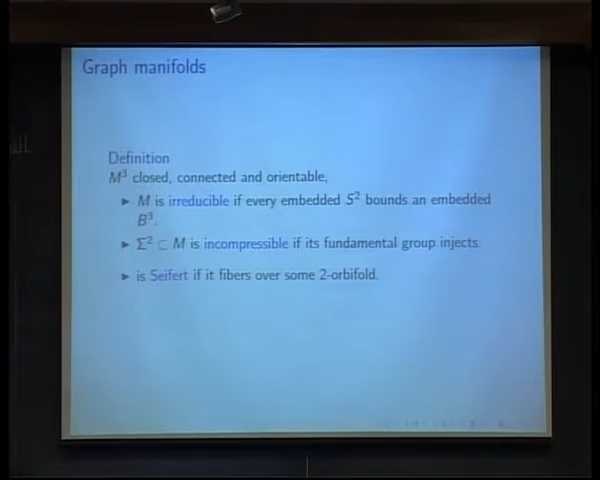 Graph manifolds
Definition
M³ closed, connected and orientable,
▶ M is irreducible if every embedded S² bounds an embedded
B³.
▶ Σ² ⊂ M is incompressible if its fundamental group injects.
▶ is Seifert if it fibers over some 2-orbifold.